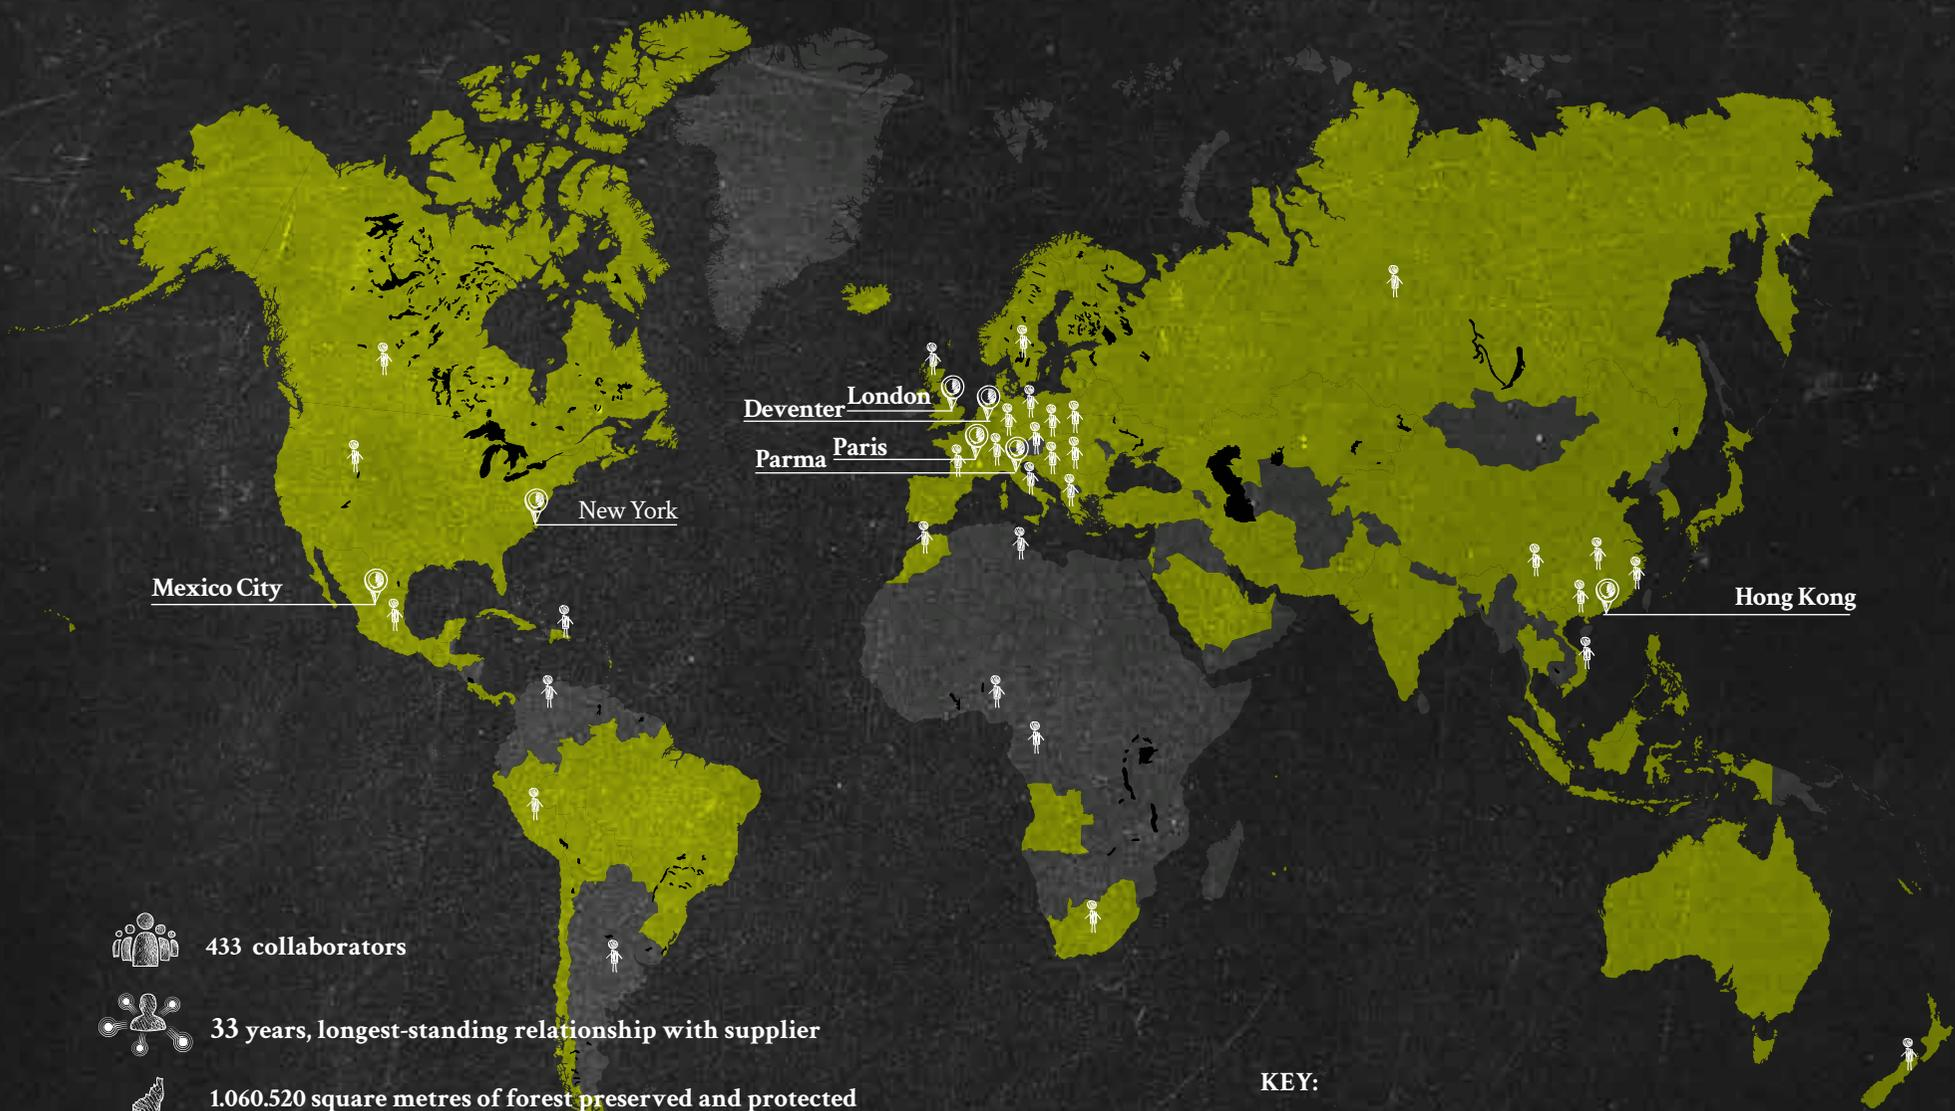 London
Deventer
Paris
Parma
New York
Mexico City
Hong Kong
433 collaborators
33 years, longest-standing relationship with supplier
KEY:
1.060.520 square metres of forest preserved and protected